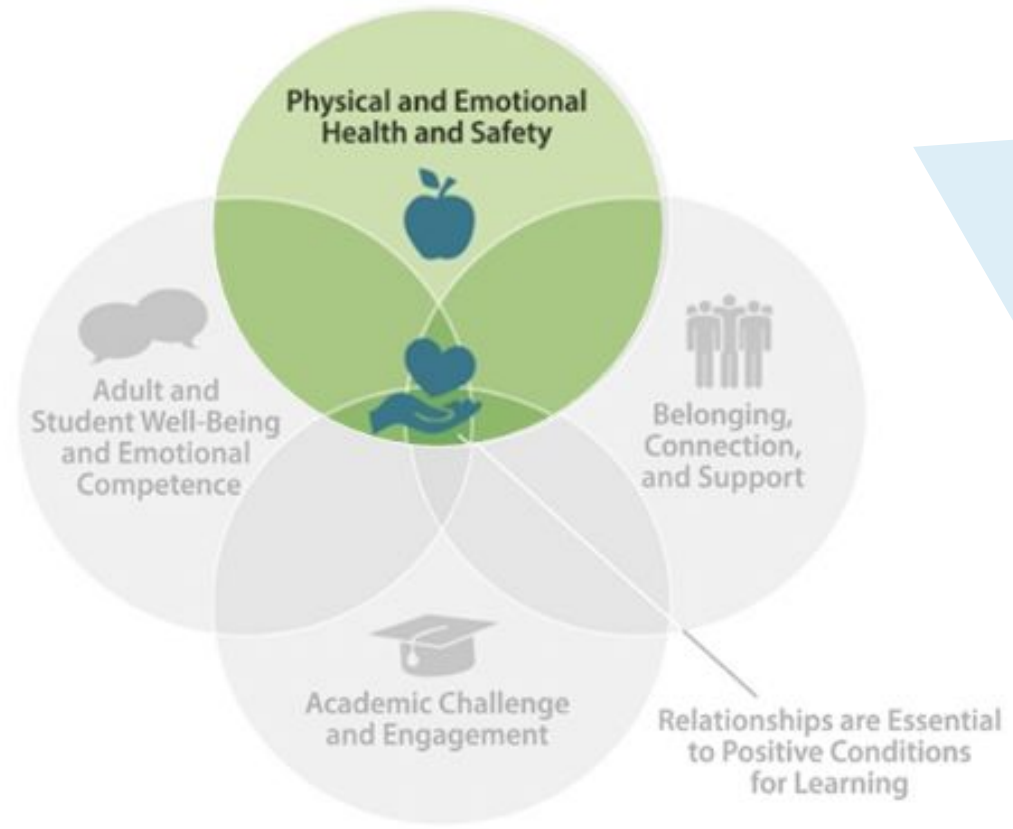 Physical and Emotional
Health and Safety
Adult and
Student Well-Being
and Emotional
Competence
Belonging,
Connection,
and Support
Academic Challenge
and Engagement
Relationships are Essential
to Positive Conditions
for Learning